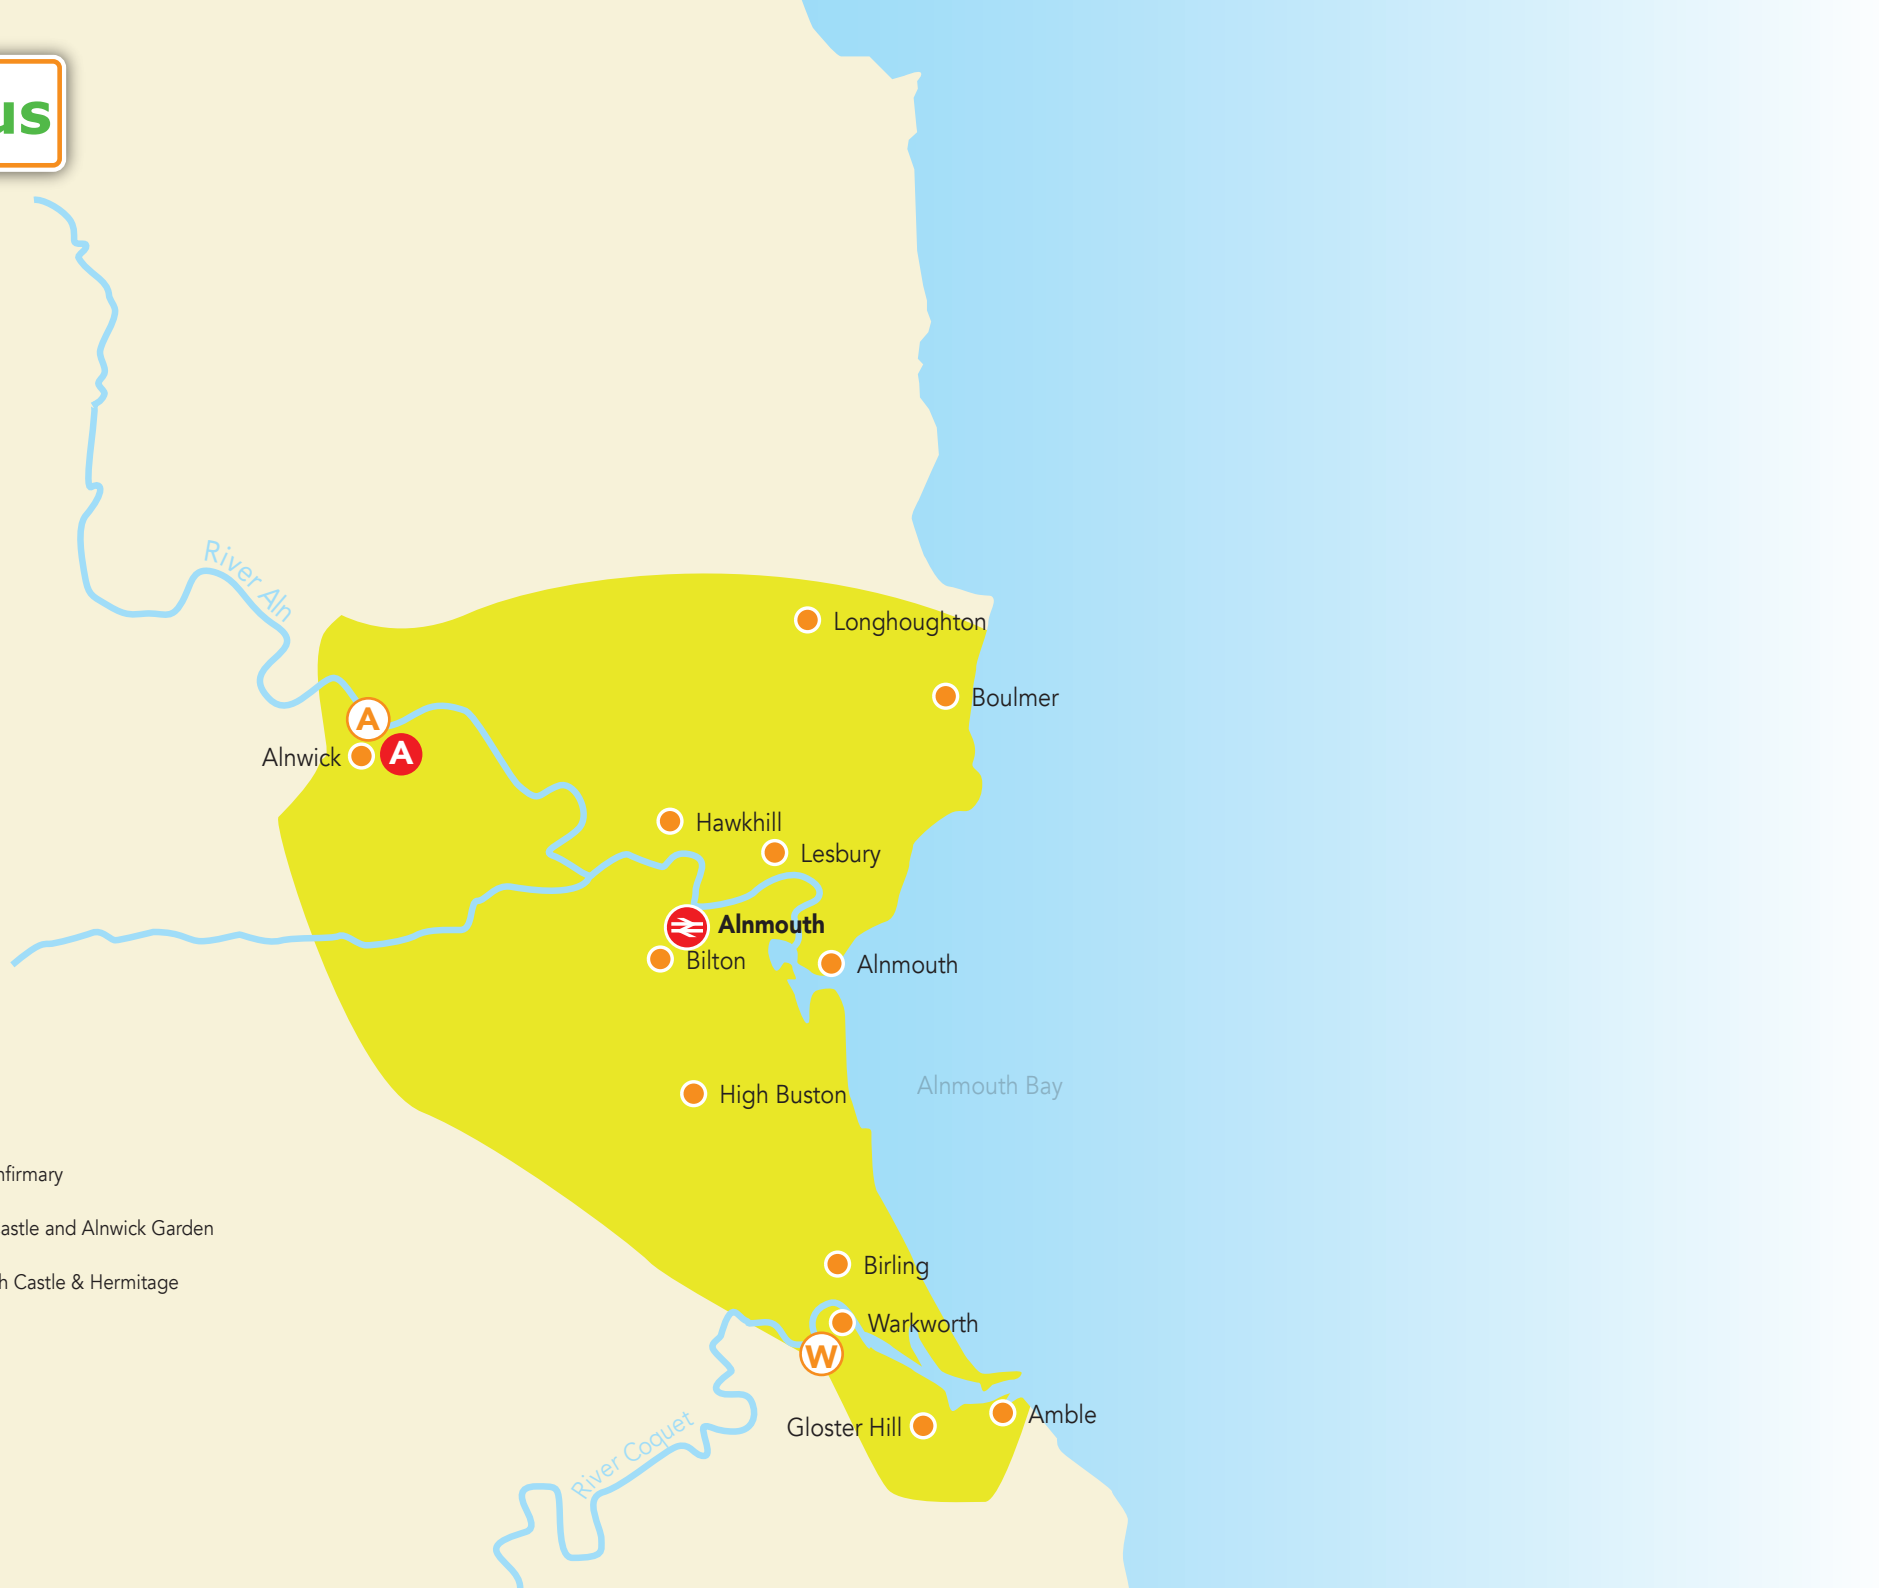 us
River Aln
Longhoughton
Boulmer
A
Alnwick
A
Hawkhill
Lesbury
Alnmouth
Bilton
Alnmouth
Alnmouth Bay
High Buston
nfirmary
astle and Alnwick Garden
h Castle & Hermitage
Birling
Warkworth
W
Amble
Gloster Hill
River Coquet